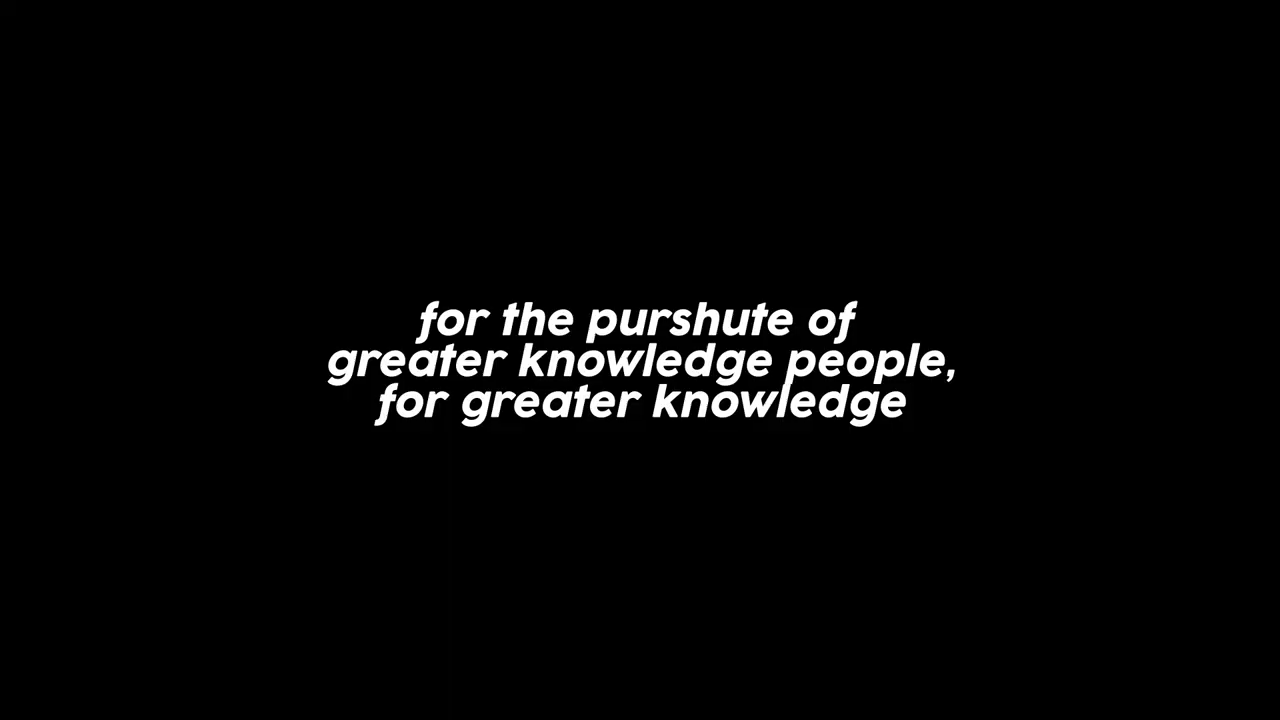 for the purshute of
greater knowledge people,
for greater knowledge